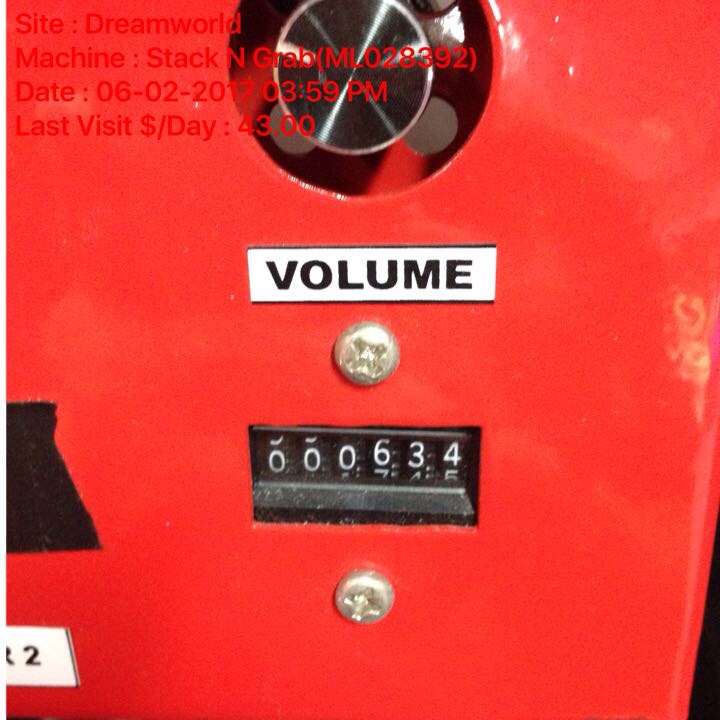 Site : Dreamworld
Machine : Stack N Grab(ML028392)
Date : 06-02-2017 03:59 PM
Last Visit $/Day : 43.00
VOLUME
000634
R 2